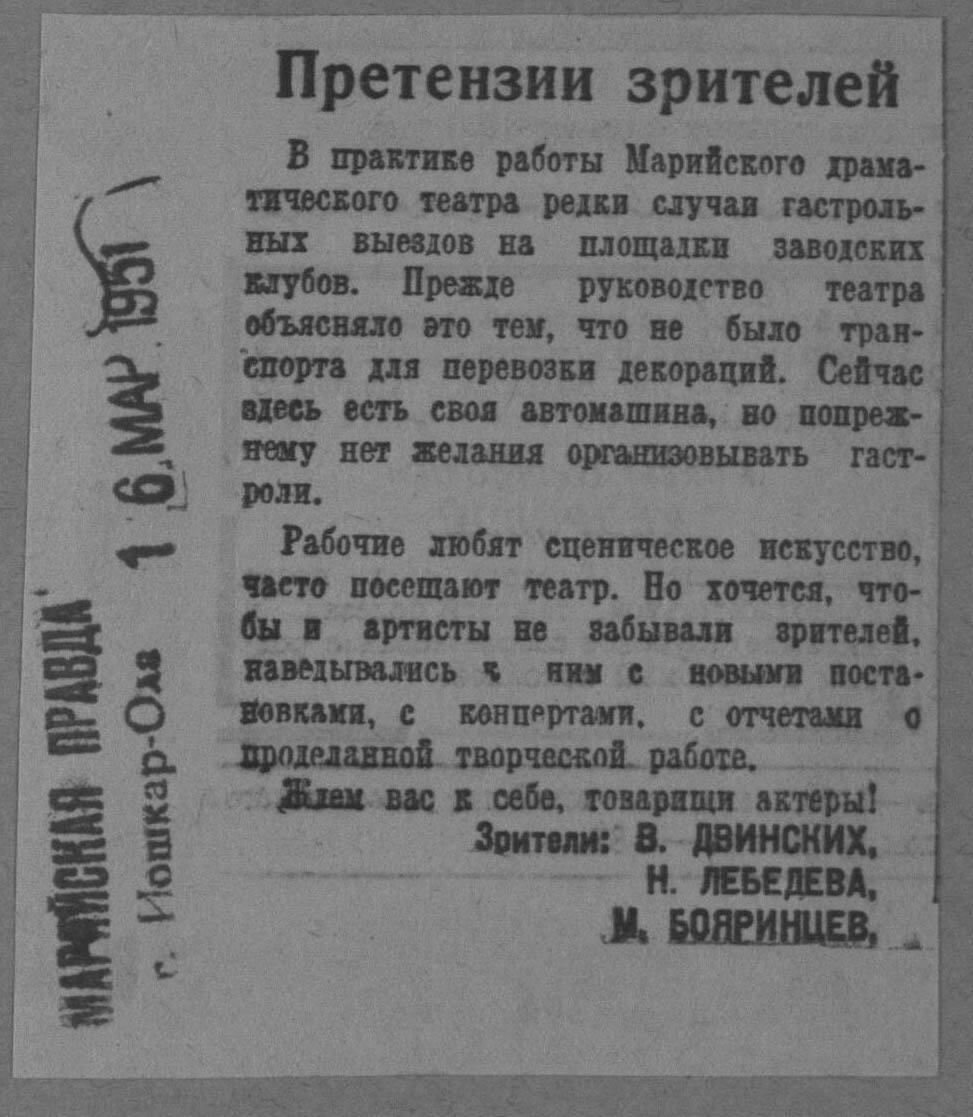 Претензии зрителей
В практике работы Марийского драма-
тического театра редки случаи гастроль-
ных выездов на площадки заводских
клубов. Прежде руководство театра
объясняло это тем, что не было тран-
спорта для перевозки декораций. Сейчас
здесь есть своя автомашина, но попреж-
нему нет желания организовывать гаст-
роли.
Рабочие любят сценическое искусство,
часто посещают театр. Но хочется, что-
бы и артисты не забывали зрителей,
наведывались к ним с новыми поста-
новками, с концертами, с отчетами о
проделанной творческой работе.
Ждем вас к себе, товарищи актеры!
Зрители: В. ДВИНСКИХ,
Н. ЛЕБЕДЕВА,
М. БОЯРИНЦЕВ.
МАРИЙСКАЯ ПРАВДА
г. Иошкар-Ола
1 6 МАР 1951